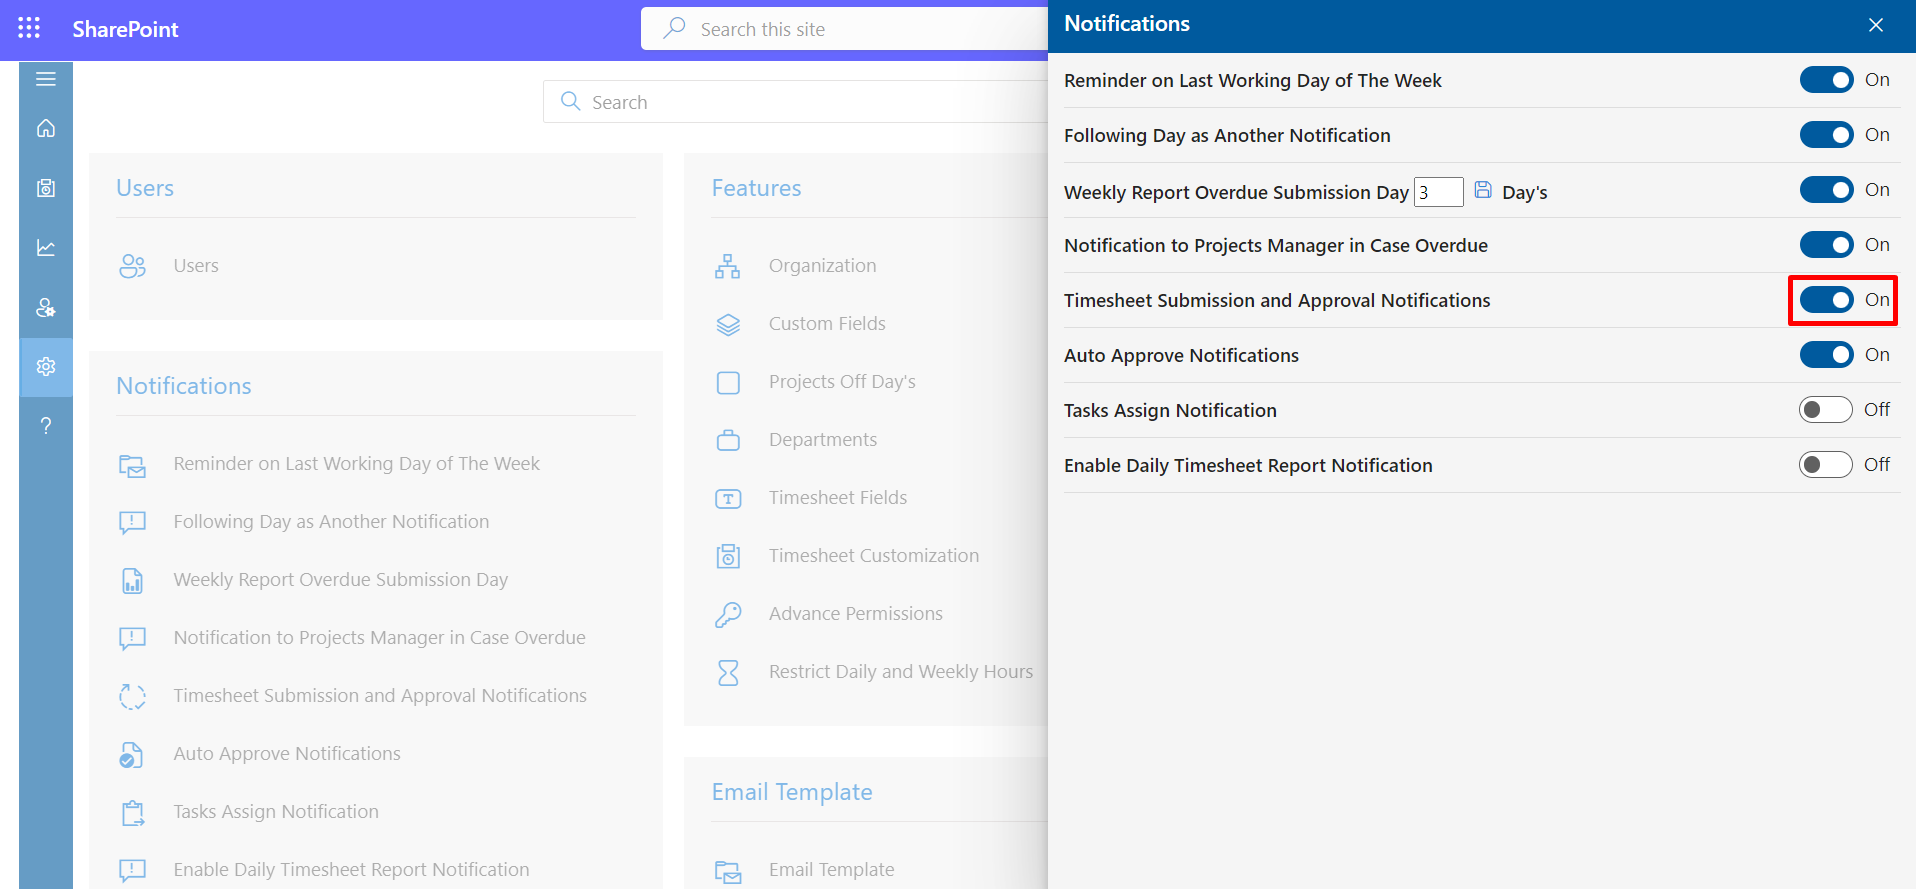 SharePoint
Search this site
Search
Users
Users
Notifications
Reminder on Last Working Day of The Week
Following Day as Another Notification
Weekly Report Overdue Submission Day
Notification to Projects Manager in Case Overdue
Timesheet Submission and Approval Notifications
Auto Approve Notifications
Tasks Assign Notification
Enable Daily Timesheet Report Notification
Features
Organization
Custom Fields
Projects Off Day's
Departments
Timesheet Fields
Timesheet Customization
Advance Permissions
Restrict Daily and Weekly Hours
Email Template
Email Template
Notifications
Reminder on Last Working Day of The Week On
Following Day as Another Notification On
Weekly Report Overdue Submission Day 3 Day's On
Notification to Projects Manager in Case Overdue On
Timesheet Submission and Approval Notifications On
Auto Approve Notifications On
Tasks Assign Notification Off
Enable Daily Timesheet Report Notification Off